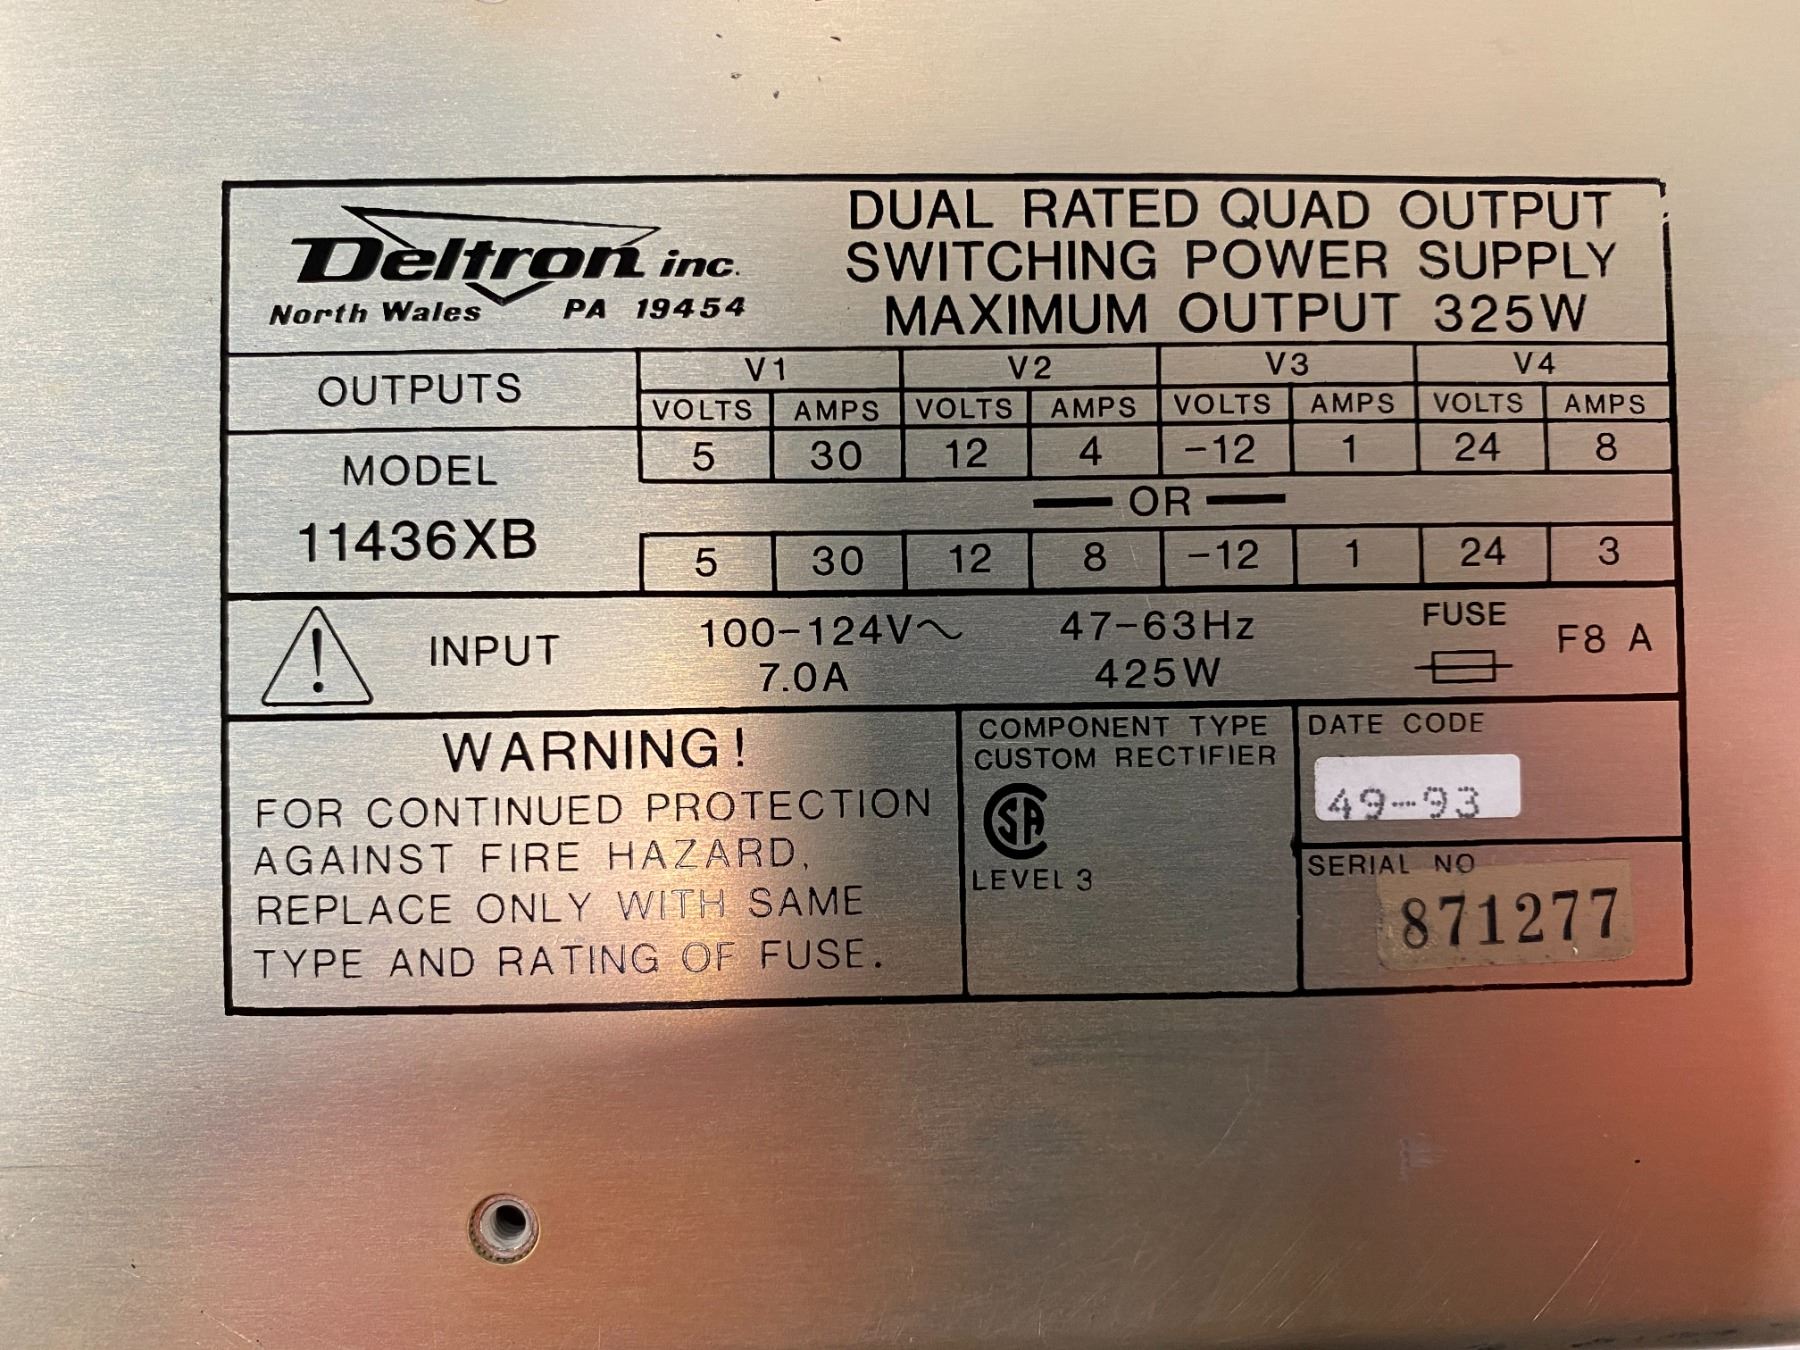 Deltron inc.
North Wales PA 19454
DUAL RATED QUAD OUTPUT
SWITCHING POWER SUPPLY
MAXIMUM OUTPUT 325W
OUTPUTS
V1 V2 V3 V4
VOLTS AMPS VOLTS AMPS VOLTS AMPS VOLTS AMPS
MODEL
11436XB
5 30 12 4 -12 1 24 8
OR
5 30 12 8 -12 1 24 3
INPUT
100-124V~ 47-63Hz
7.0A 425W
FUSE
F8 A
WARNING!
FOR CONTINUED PROTECTION
AGAINST FIRE HAZARD,
REPLACE ONLY WITH SAME
TYPE AND RATING OF FUSE.
COMPONENT TYPE
CUSTOM RECTIFIER
CSA
LEVEL 3
DATE CODE
49-93
SERIAL NO
871277